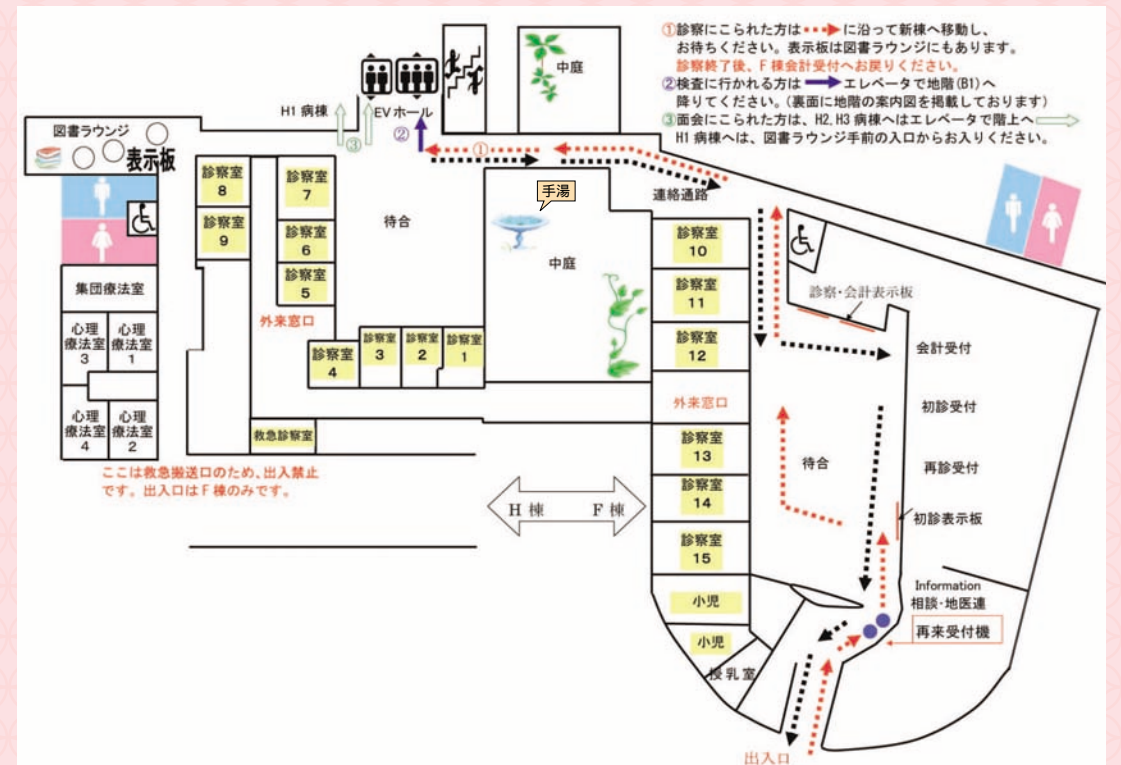 ①診察にこられた方は に沿って新棟へ移動し、
お待ちください。表示板は図書ラウンジにもあります。
診察終了後、F棟会計受付へお戻りください。
②検査に行かれる方は エレベータで地階(B1)へ
降りてください。(裏面に地階の案内図を掲載しております)
③面会にこられた方は、H2, H3 病棟へはエレベータで階上へ
H1 病棟へは、図書ラウンジ手前の入口からお入りください。
中庭
H1 病棟
EVホール
③
②
①
図書ラウンジ
表示板
診察室
8
診察室
9
診察室
7
診察室
6
診察室
5
待合
手湯
中庭
連絡通路
集団療法室
心理
療法室
3
心理
療法室
1
心理
療法室
4
心理
療法室
2
外来窓口
診察室
4
診察室
3
診察室
2
診察室
1
救急診察室
ここは救急搬送口のため、出入禁止
です。出入口はF棟のみです。
H 棟
F 棟
診察室
10
診察室
11
診察室
12
外来窓口
診察室
13
診察室
14
診察室
15
小児
小児
授乳室
待合
診察・会計表示板
会計受付
初診受付
再診受付
初診表示板
Information
相談・地医連
再来受付機
出入口